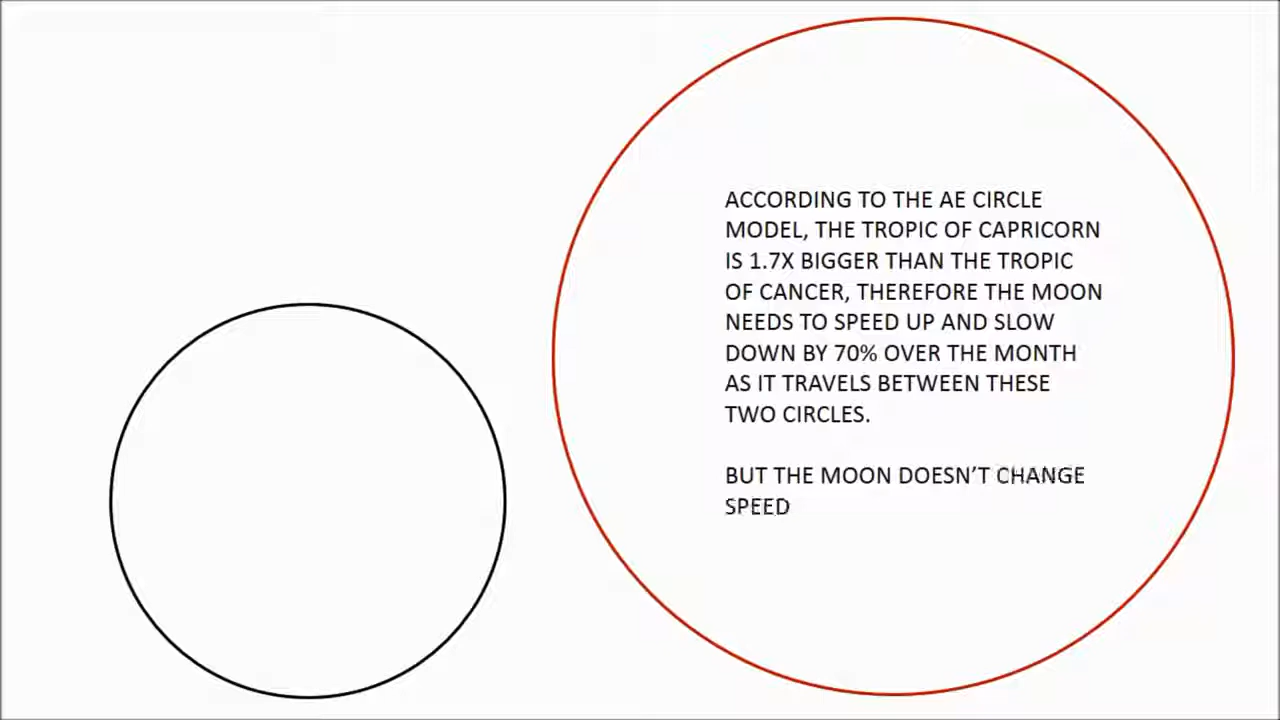 ACCORDING TO THE AE CIRCLE
MODEL, THE TROPIC OF CAPRICORN
IS 1.7X BIGGER THAN THE TROPIC
OF CANCER, THEREFORE THE MOON
NEEDS TO SPEED UP AND SLOW
DOWN BY 70% OVER THE MONTH
AS IT TRAVELS BETWEEN THESE
TWO CIRCLES.
BUT THE MOON DOESN’T CHANGE
SPEED